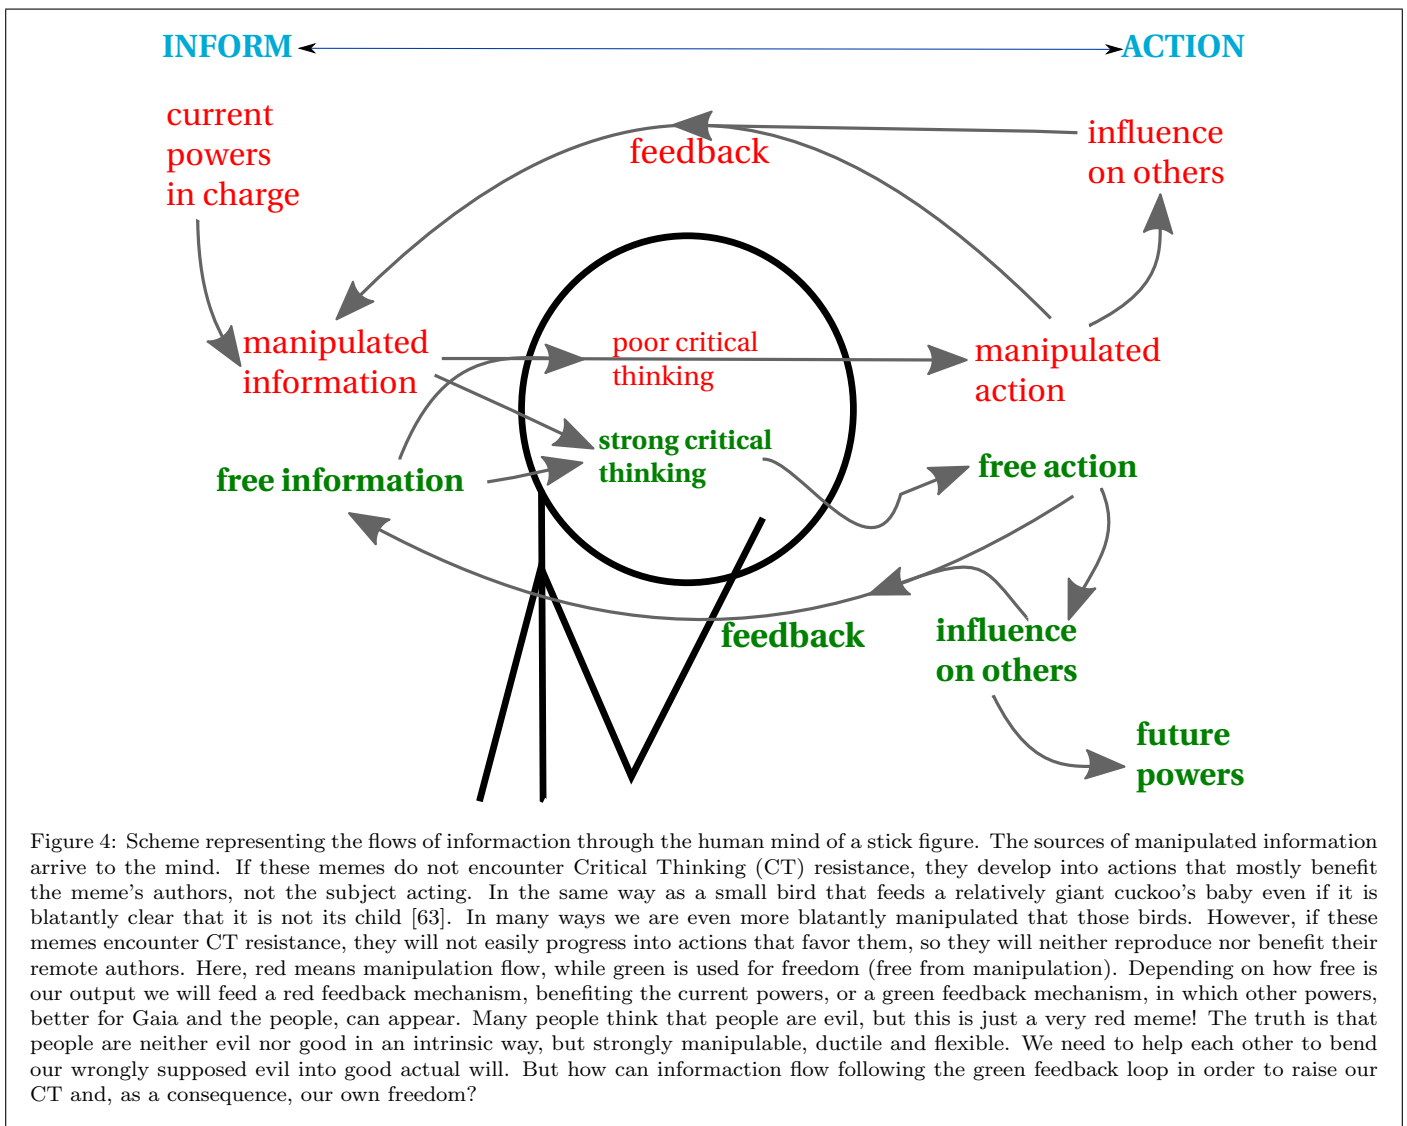 INFORM
ACTION
current
powers
in charge
influence
on others
feedback
manipulated
information
poor critical
thinking
manipulated
action
strong critical
thinking
free information
free action
feedback
influence
on others
future
powers
Figure 4: Scheme representing the flows of informaction through the human mind of a stick figure. The sources of manipulated information
arrive to the mind. If these memes do not encounter Critical Thinking (CT) resistance, they develop into actions that mostly benefit
the meme's authors, not the subject acting. In the same way as a small bird that feeds a relatively giant cuckoo's baby even if it is
blatantly clear that it is not its child [63]. In many ways we are even more blatantly manipulated that those birds. However, if these
memes encounter CT resistance, they will not easily progress into actions that favor them, so they will neither reproduce nor benefit their
remote authors. Here, red means manipulation flow, while green is used for freedom (free from manipulation). Depending on how free is
our output we will feed a red feedback mechanism, benefiting the current powers, or a green feedback mechanism, in which other powers,
better for Gaia and the people, can appear. Many people think that people are evil, but this is just a very red meme! The truth is that
people are neither evil nor good in an intrinsic way, but strongly manipulable, ductile and flexible. We need to help each other to bend
our wrongly supposed evil into good actual will. But how can informaction flow following the green feedback loop in order to raise our
CT and, as a consequence, our own freedom?